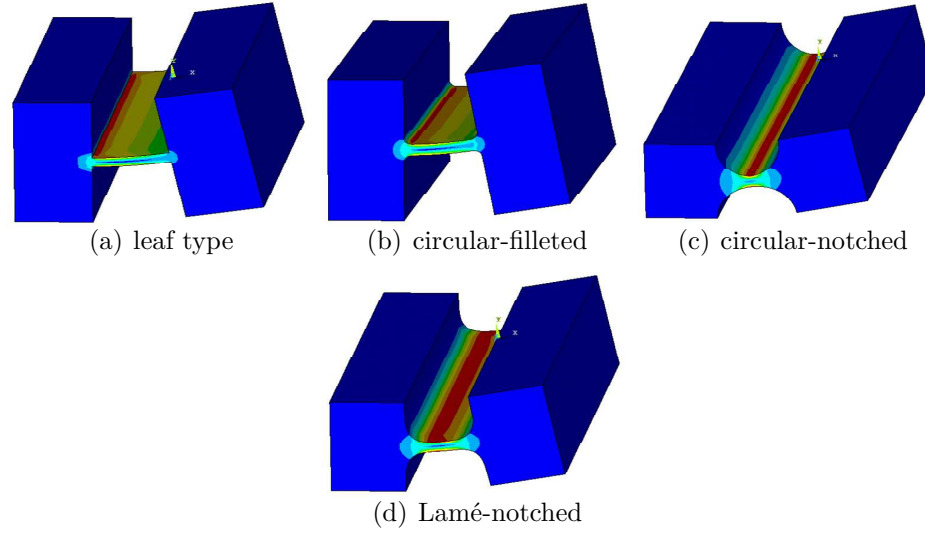 (a) leaf type
(b) circular-filleted
(c) circular-notched
(d) Lamé-notched